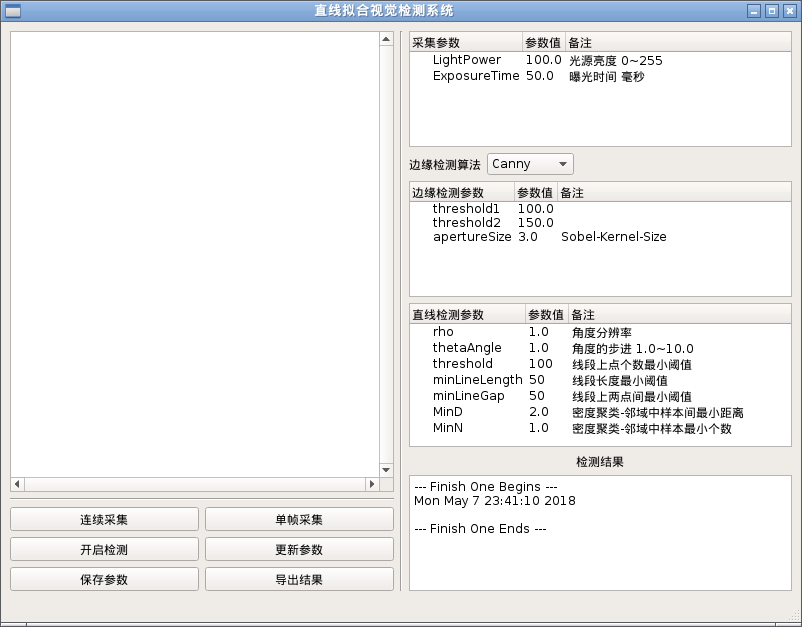 直线拟合视觉检测系统
采集参数 参数值 备注
LightPower 100.0 光源亮度 0~255
ExposureTime 50.0 曝光时间 毫秒
边缘检测算法 Canny
边缘检测参数 参数值 备注
threshold1 100.0
threshold2 150.0
apertureSize 3.0 Sobel-Kernel-Size
直线检测参数 参数值 备注
rho 1.0 角度分辨率
thetaAngle 1.0 角度的步进 1.0~10.0
threshold 100 线段上点个数最小阈值
minLineLength 50 线段长度最小阈值
minLineGap 50 线段上两点间最小阈值
MinD 2.0 密度聚类-邻域中样本间最小距离
MinN 1.0 密度聚类-邻域中样本最小个数
检测结果
--- Finish One Begins ---
Mon May 7 23:41:10 2018
--- Finish One Ends ---
连续采集 单帧采集
开启检测 更新参数
保存参数 导出结果